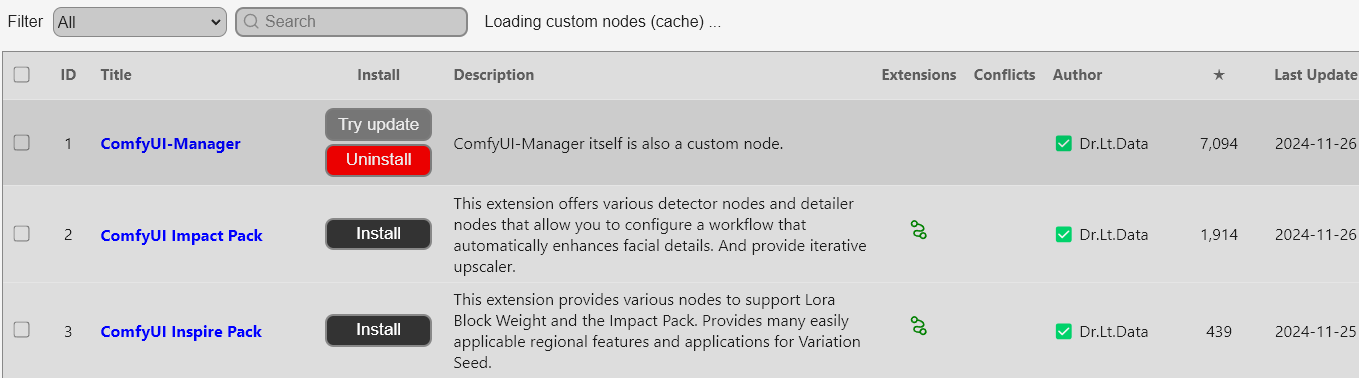 Filter All Search Loading custom nodes (cache) ...
ID Title Install Description Extensions Conflicts Author ★ Last Update
Try update
1 ComfyUI-Manager ComfyUI-Manager itself is also a custom node. Dr.Lt.Data 7,094 2024-11-26
Uninstall
This extension offers various detector nodes and detailer
nodes that allow you to configure a workflow that
2 ComfyUI Impact Pack Install automatically enhances facial details. And provide iterative Dr.Lt.Data 1,914 2024-11-26
upscaler.
This extension provides various nodes to support Lora
Block Weight and the Impact Pack. Provides many easily
3 ComfyUI Inspire Pack Install applicable regional features and applications for Variation Dr.Lt.Data 439 2024-11-25
Seed.